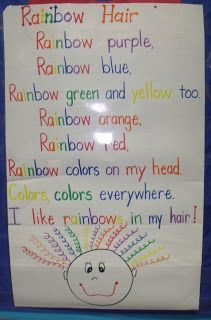 Rainbow Hair
Rainbow purple,
Rainbow blue,
Rainbow green and yellow too.
Rainbow orange,
Rainbow red,
Rainbow colors on my head.
Colors, colors everywhere.
I like rainbows in my hair!